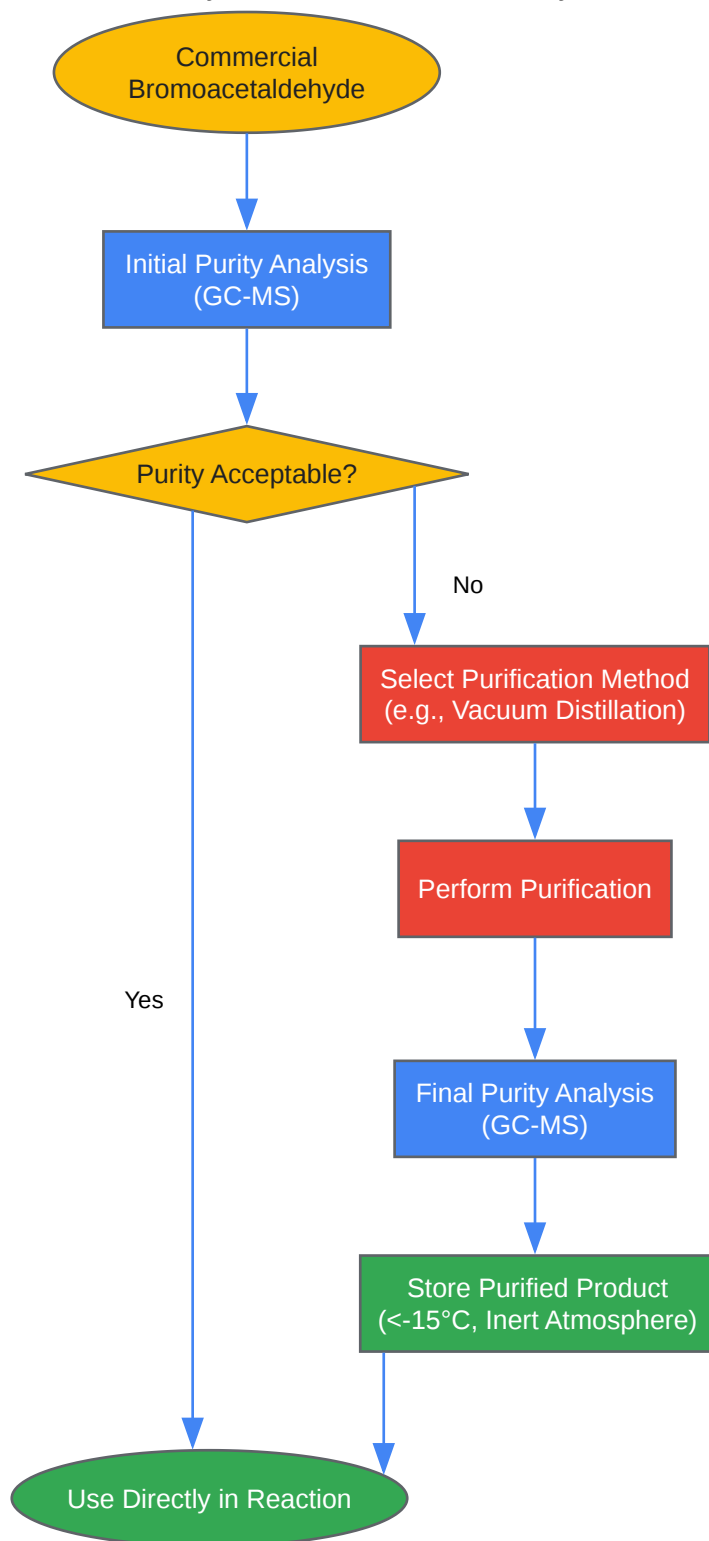 Commercial
Bromoacetaldehyde
Initial Purity Analysis
(GC-MS)
Purity Acceptable?
No
Select Purification Method
(e.g., Vacuum Distillation)
Perform Purification
Yes
Final Purity Analysis
(GC-MS)
Store Purified Product
(<-15°C, Inert Atmosphere)
Use Directly in Reaction